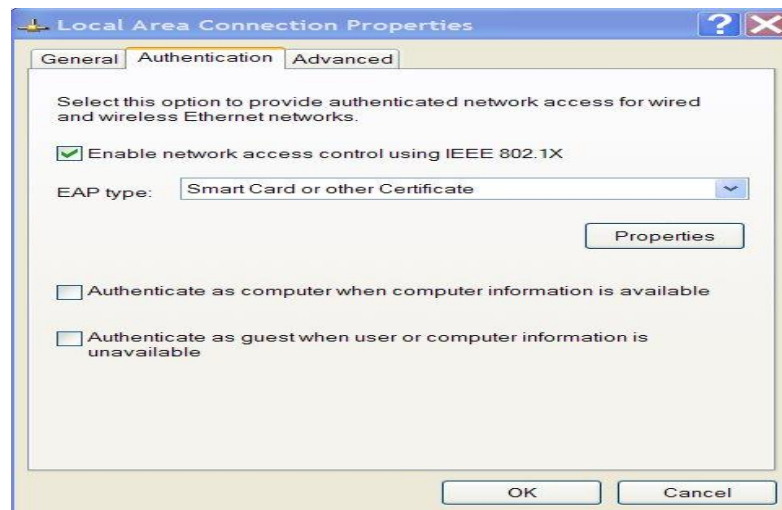 Local Area Connection Properties
General Authentication Advanced
Select this option to provide authenticated network access for wired
and wireless Ethernet networks.
Enable network access control using IEEE 802.1X
EAP type: Smart Card or other Certificate
Properties
Authenticate as computer when computer information is available
Authenticate as guest when user or computer information is
unavailable
OK Cancel